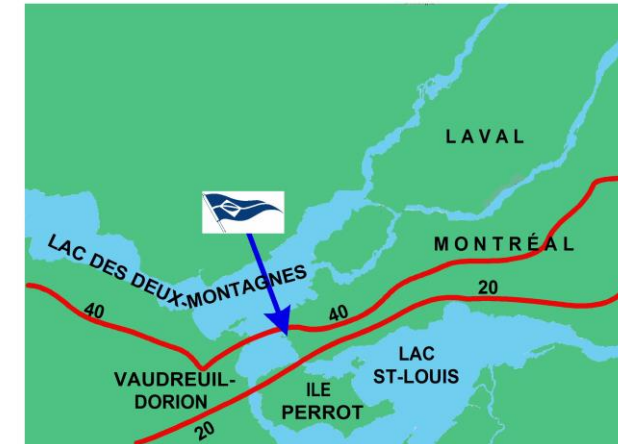 LAVAL
MONTRÉAL
LAC DES DEUX-MONTAGNES
40
40
20
VAUDREUIL-
DORION
LAC
ST-LOUIS
ILE
PERROT
20